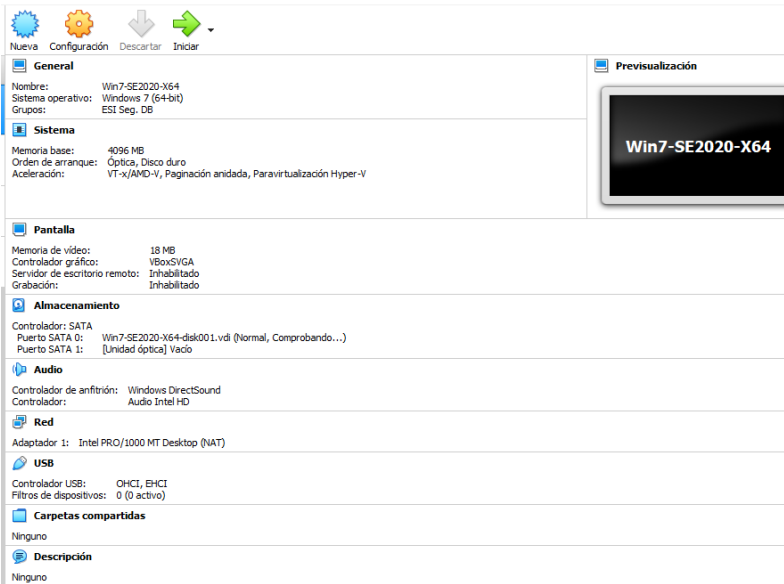 Nueva Configuración Descartar Iniciar
General
Nombre: Win7-SE2020-X64
Sistema operativo: Windows 7 (64-bit)
Grupos: ESI Seg. DB
Previsualización
Win7-SE2020-X64
Sistema
Memoria base: 4096 MB
Orden de arranque: Óptica, Disco duro
Aceleración: VT-x/AMD-V, Paginación anidada, Paravirtualización Hyper-V
Pantalla
Memoria de vídeo: 18 MB
Controlador gráfico: VBoxSVGA
Servidor de escritorio remoto: Inhabilitado
Grabación: Inhabilitado
Almacenamiento
Controlador: SATA
Puerto SATA 0: Win7-SE2020-X64-disk001.vdi (Normal, Comprobando...)
Puerto SATA 1: [Unidad óptica] Vacío
Audio
Controlador de anfitrión: Windows DirectSound
Controlador: Audio Intel HD
Red
Adaptador 1: Intel PRO/1000 MT Desktop (NAT)
USB
Controlador USB: OHCI, EHCI
Filtros de dispositivos: 0 (0 activo)
Carpetas compartidas
Ninguno
Descripción
Ninguno